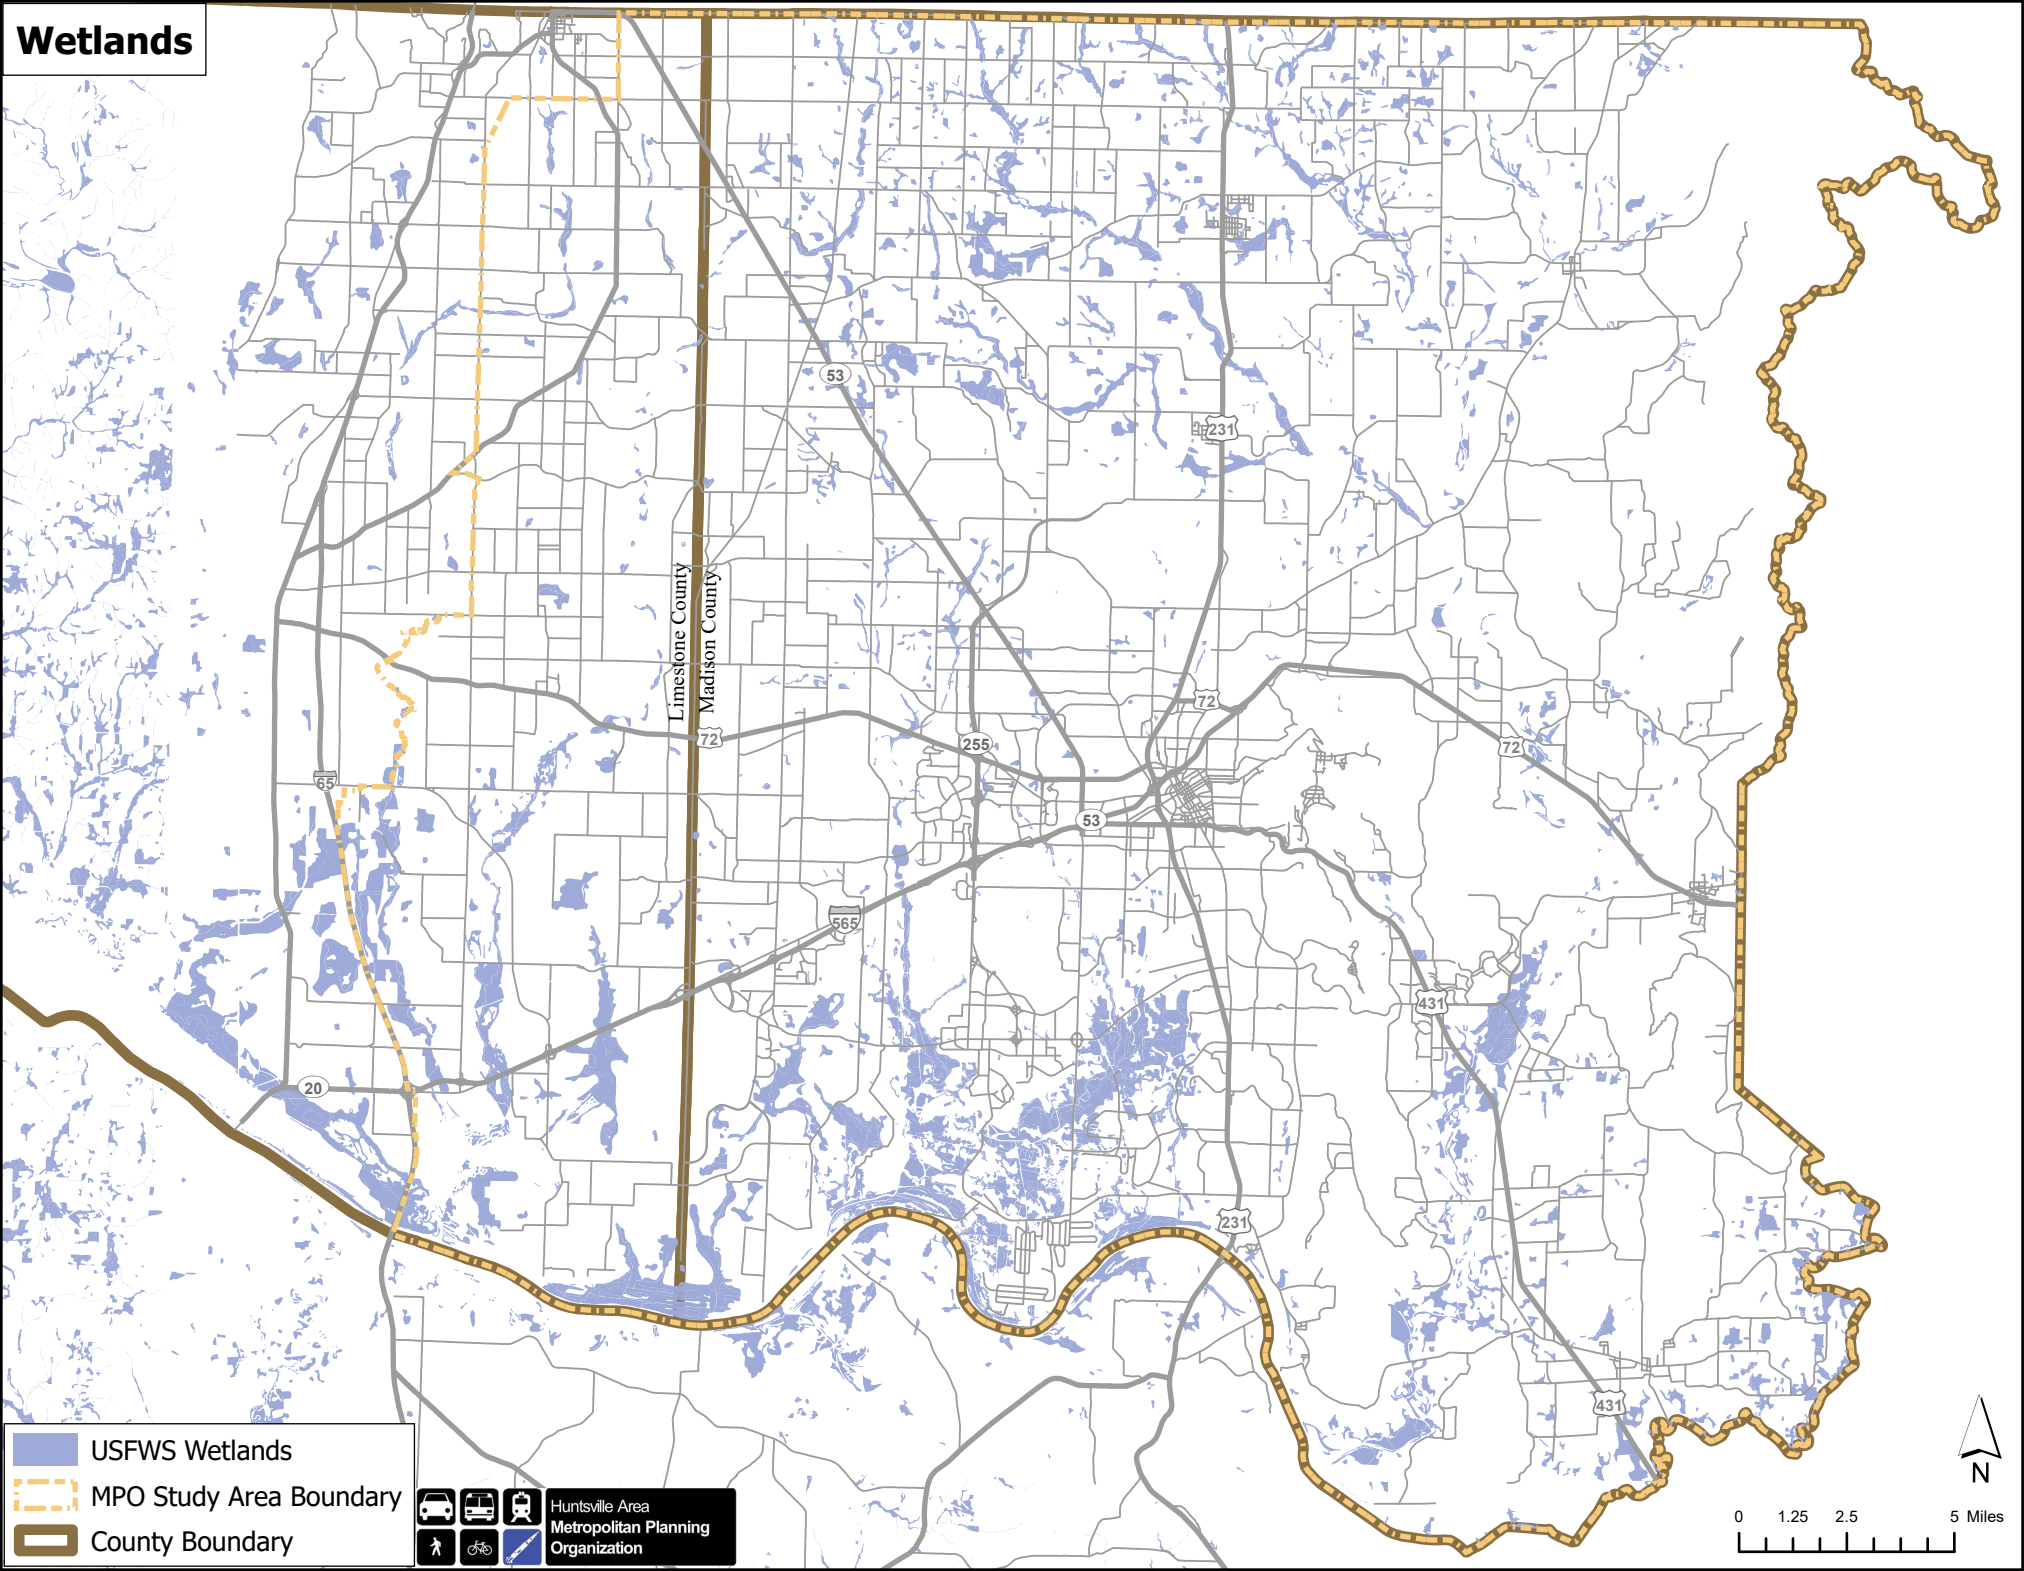 Wetlands
53
231
Limestone County
Madison County
72
72
255
72
65
53
565
431
20
231
431
USFWS Wetlands
MPO Study Area Boundary
County Boundary
Huntsville Area
Metropolitan Planning
Organization
N
0 1.25 2.5 5 Miles